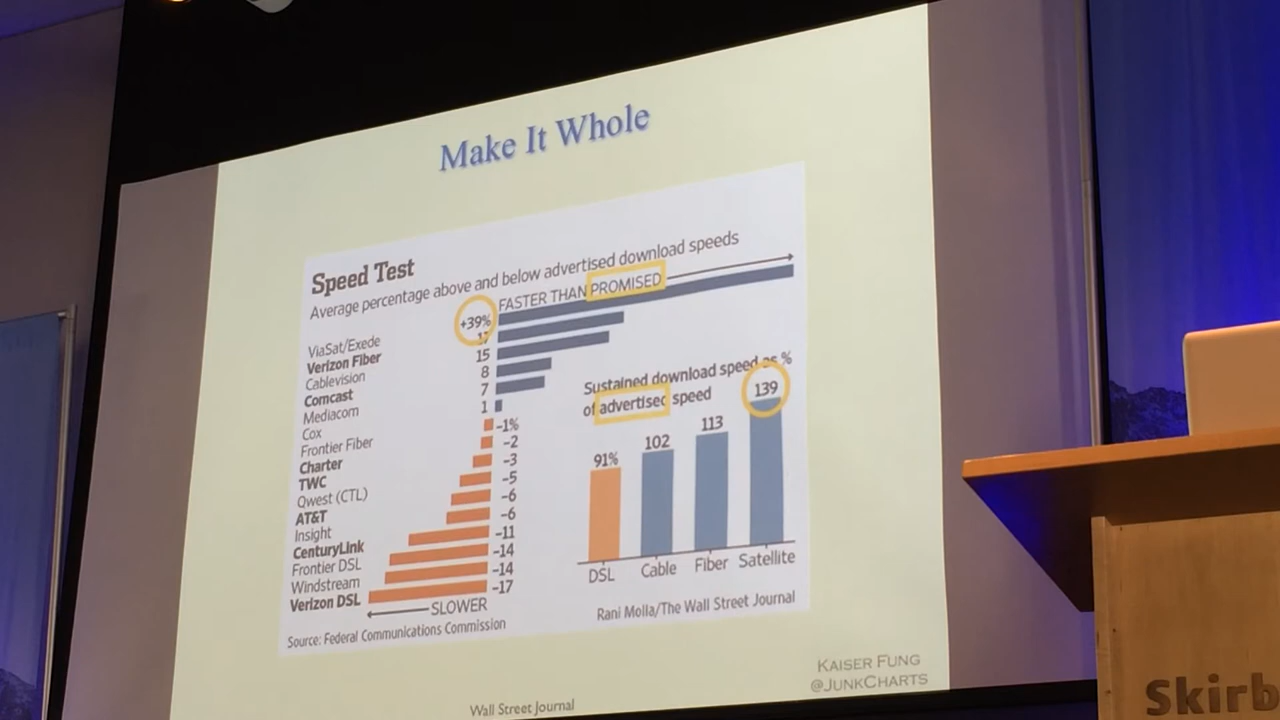 Make It Whole
Speed Test
Average percentage above and below advertised download speeds
FASTER THAN PROMISED
ViaSat/Exede +39%
Verizon Fiber 17
Cablevision 15
Comcast 8
Mediacom 7
Cox 1
Frontier Fiber -1%
Charter -2
TWC -3
Qwest (CTL) -5
AT&T -6
Insight -6
CenturyLink -11
Frontier DSL -14
Windstream -14
Verizon DSL -17
SLOWER
Source: Federal Communications Commission
Sustained download speed as %
of advertised speed
91% 102 113 139
DSL Cable Fiber Satellite
Rani Molla/The Wall Street Journal
KAISER FUNG
@JUNKCHARTS
Wall Street Journal
Skirb